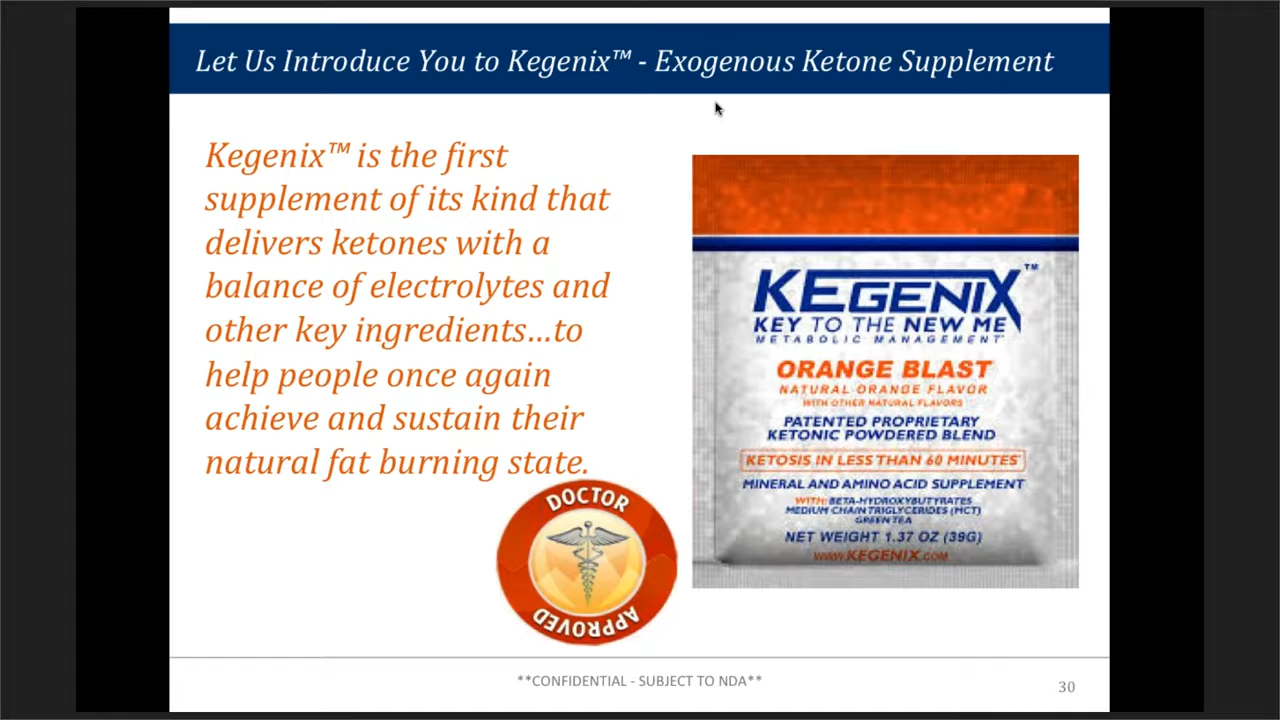 Let Us Introduce You to Kegenix™ - Exogenous Ketone Supplement
Kegenix™ is the first
supplement of its kind that
delivers ketones with a
balance of electrolytes and
other key ingredients…to
help people once again
achieve and sustain their
natural fat burning state.
DOCTOR
APPROVED
KEGENIX™
KEY TO THE NEW ME
METABOLIC MANAGEMENT
ORANGE BLAST
NATURAL ORANGE FLAVOR
WITH OTHER NATURAL FLAVORS
PATENTED PROPRIETARY
KETONIC POWDERED BLEND
KETOSIS IN LESS THAN 60 MINUTES*
MINERAL AND AMINO ACID SUPPLEMENT
WITH: BETA-HYDROXYBUTYRATES
MEDIUM CHAIN TRIGLYCERIDES (MCT)
GREEN TEA
NET WEIGHT 1.37 OZ (39G)
WWW.KEGENIX.COM
**CONFIDENTIAL - SUBJECT TO NDA**
30